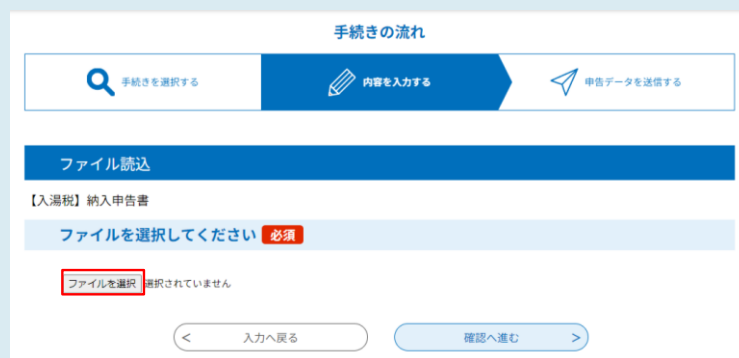 手続きの流れ
手続きを選択する
内容を入力する
申告データを送信する
ファイル読込
【入湯税】納入申告書
ファイルを選択してください 必須
ファイルを選択 選択されていません
< 入力へ戻る
確認へ進む >